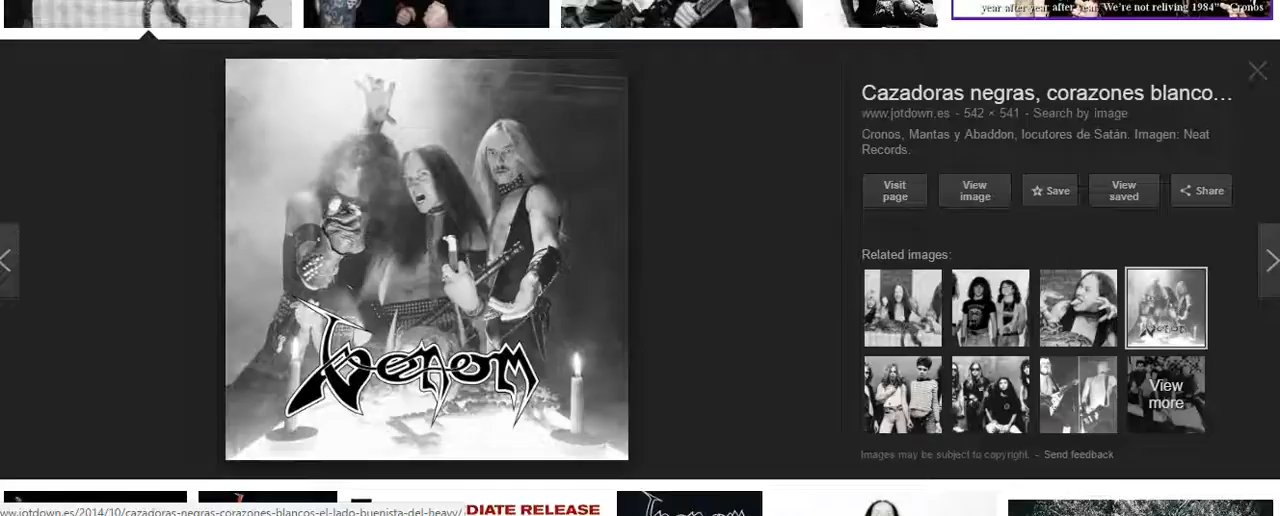 year after year after year. We're not reliving 1984" - Cronos
Cazadoras negras, corazones blanco...
www.jotdown.es - 542 × 541 - Search by image
Cronos, Mantas y Abaddon, locutores de Satán. Imagen: Neat
Records.
Visit page
View image
Save
View saved
Share
Related images:
Venom
Venom
View more
Images may be subject to copyright. - Send feedback
DIATE RELEASE
www.jotdown.es/2014/10/cazadoras-negras-corazones-blancos-el-lado-buenista-del-heavy/
Venom